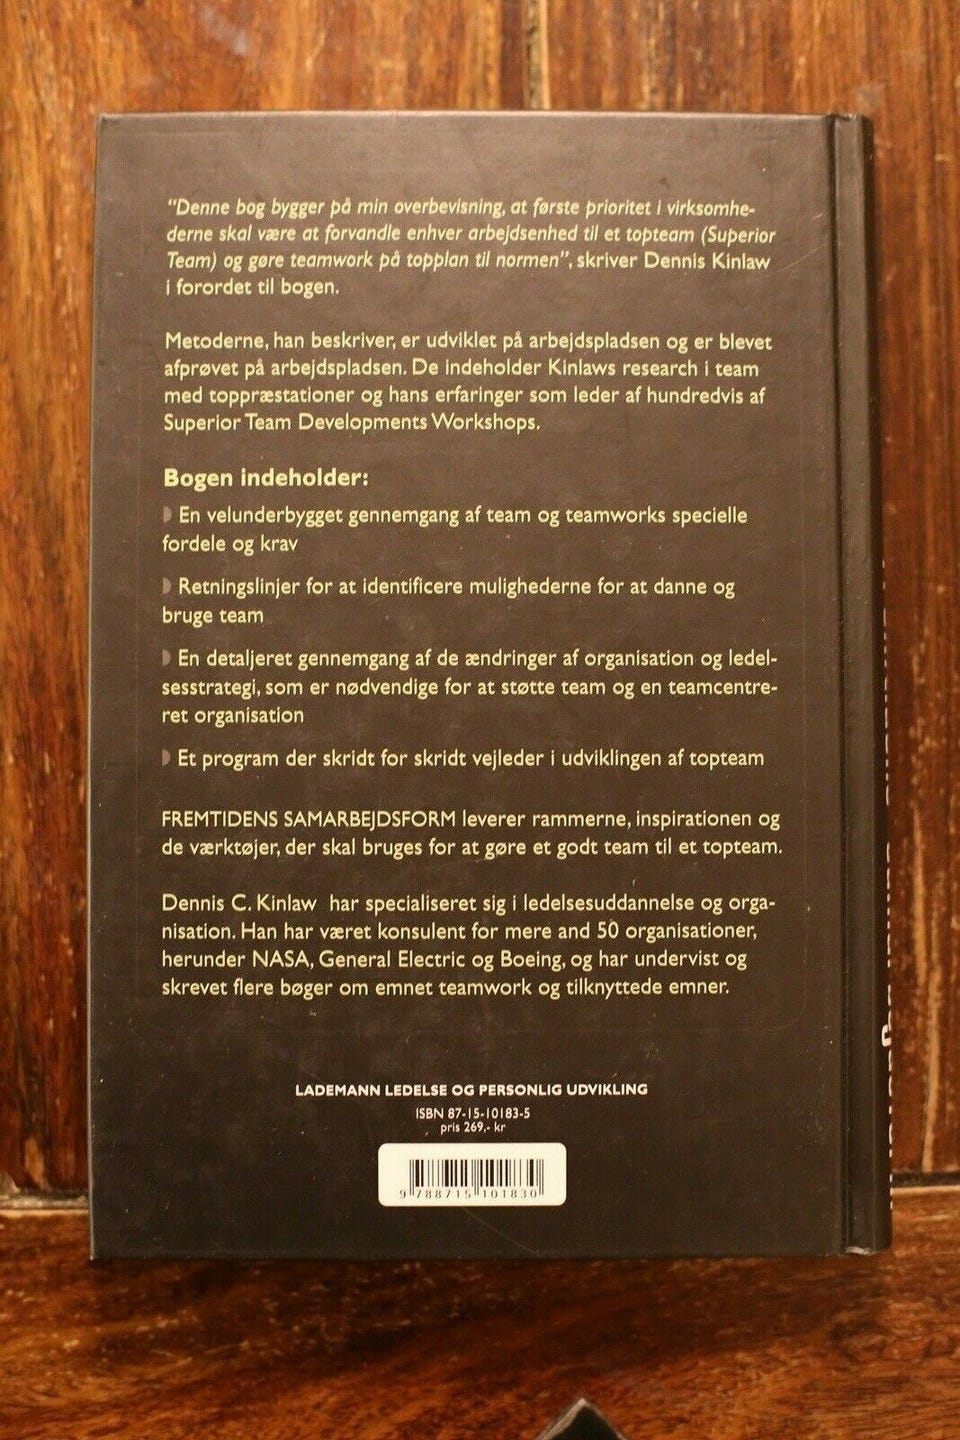 "Denne bog bygger på min overbevisning, at første prioritet i virksomhe-
derne skal være at forvandle enhver arbejdsenhed til et topteam (Superior
Team) og gøre teamwork på topplan til normen", skriver Dennis Kinlaw
i forordet til bogen.
Metoderne, han beskriver, er udviklet på arbejdspladsen og er blevet
afprøvet på arbejdspladsen. De indeholder Kinlaws research i team
med toppræstationer og hans erfaringer som leder af hundredvis af
Superior Team Developments Workshops.
Bogen indeholder:
En velunderbygget gennemgang af team og teamworks specielle
fordele og krav
Retningslinjer for at identificere mulighederne for at danne og
bruge team
En detaljeret gennemgang af de ændringer af organisation og ledel-
sesstrategi, som er nødvendige for at støtte team og en teamcentre-
ret organisation
Et program der skridt for skridt vejleder i udviklingen af topteam
FREMTIDENS SAMARBEJDSFORM leverer rammerne, inspirationen og
de værktøjer, der skal bruges for at gøre et godt team til et topteam.
Dennis C. Kinlaw har specialiseret sig i ledelsesuddannelse og orga-
nisation. Han har været konsulent for mere and 50 organisationer,
herunder NASA, General Electric og Boeing, og har undervist og
skrevet flere bøger om emnet teamwork og tilknyttede emner.
LADEMANN LEDELSE OG PERSONLIG UDVIKLING
ISBN 87-15-10183-5
pris 269,- kr
9 788715 101830